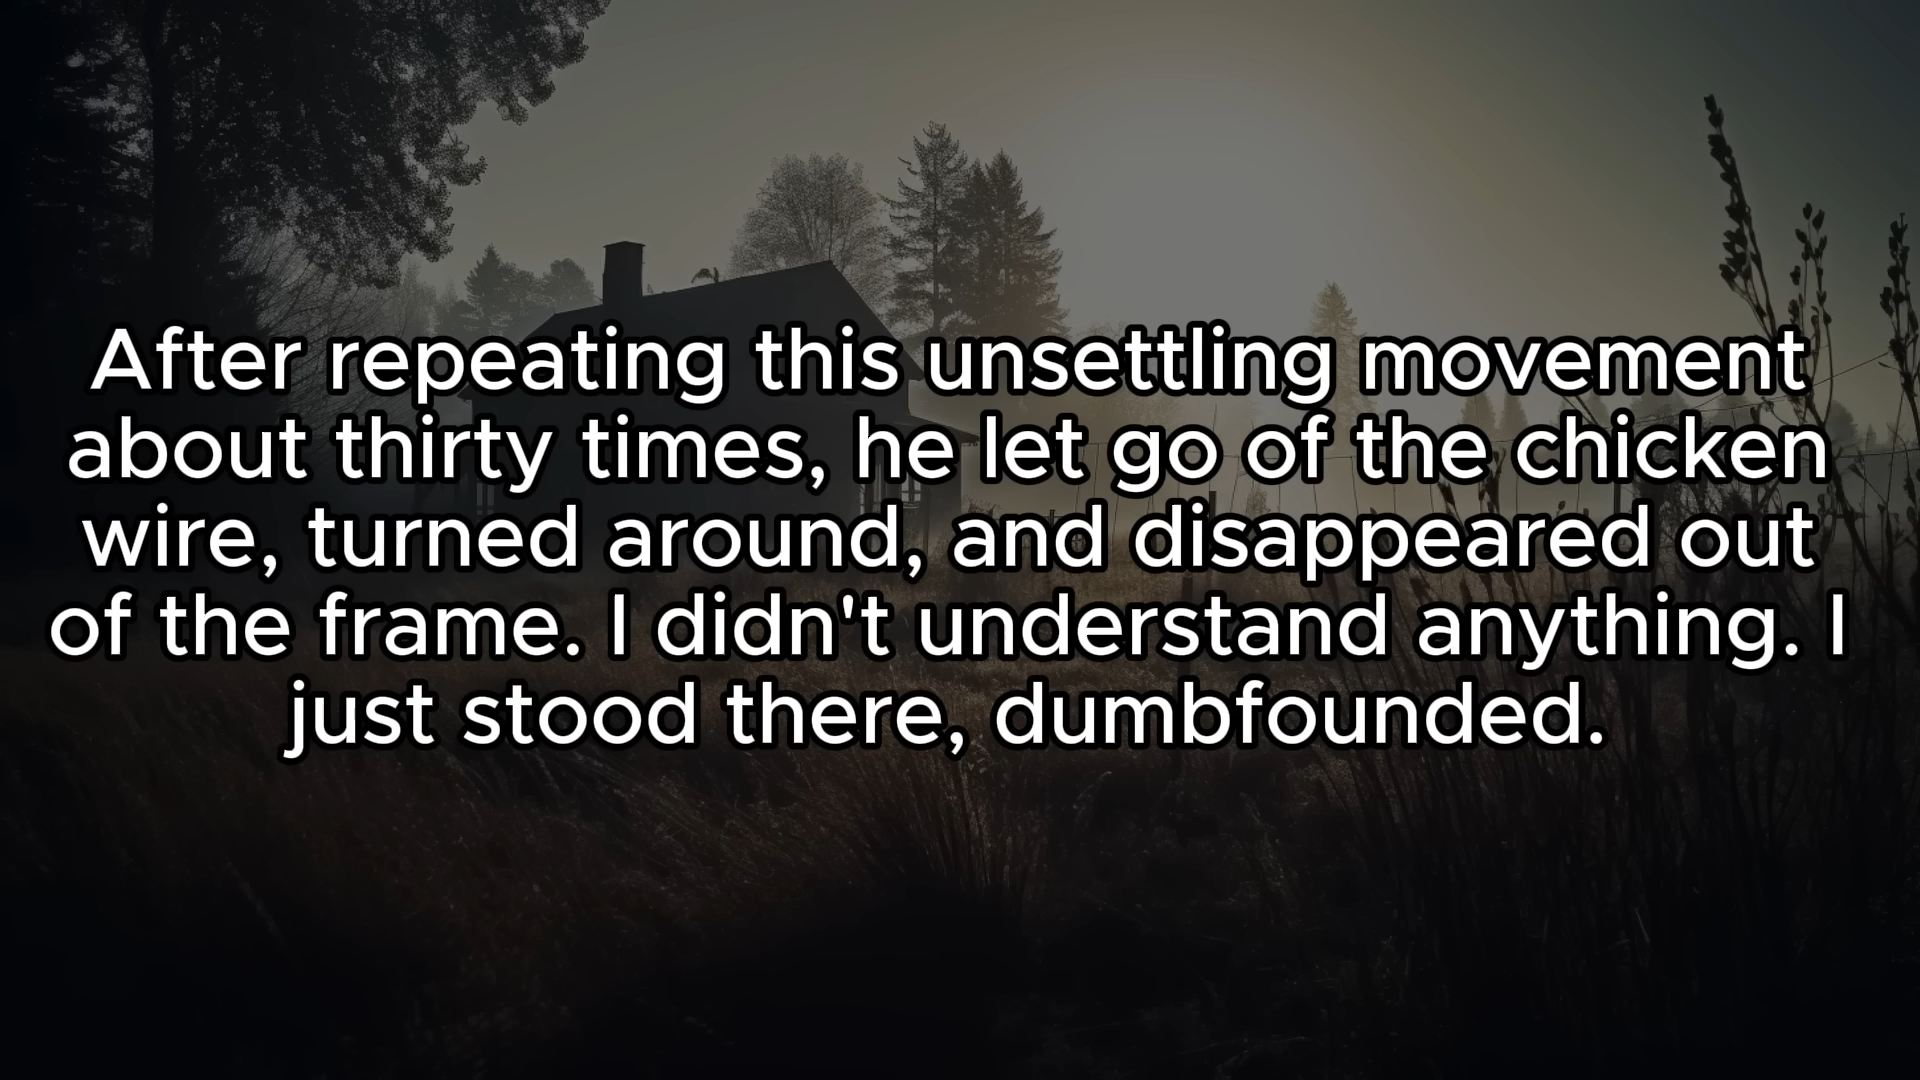 After repeating this unsettling movement
about thirty times, he let go of the chicken
wire, turned around, and disappeared out
of the frame. I didn't understand anything. I
just stood there, dumbfounded.